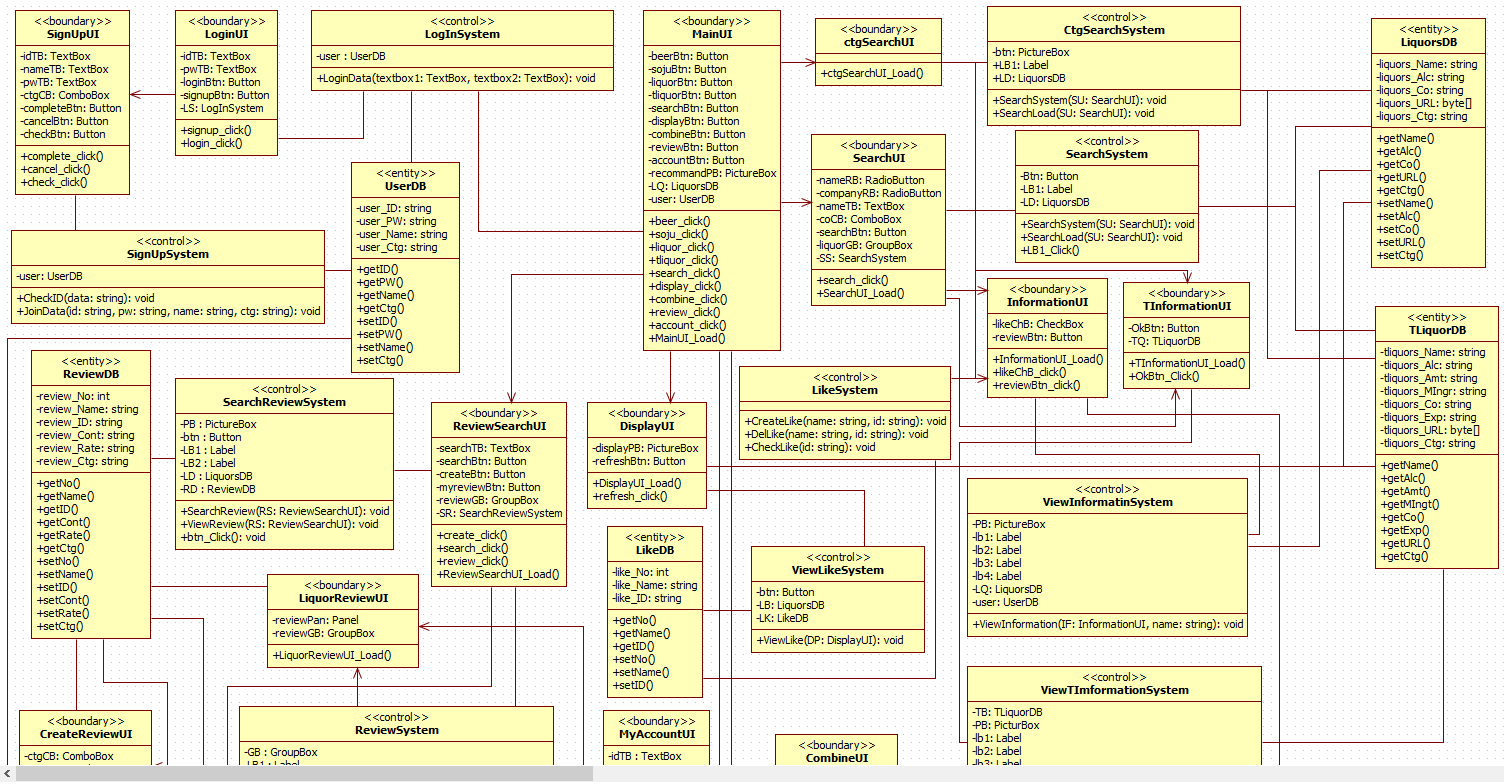 <<boundary>>
SignUpUI
-idTB: TextBox
-nameTB: TextBox
-pwTB: TextBox
-ctgCB: ComboBox
-completeBtn: Button
-cancelBtn: Button
-checkBtn: Button
+complete_click()
+cancel_click()
+check_click()
<<boundary>>
LoginUI
-idTB: TextBox
-pwTB: TextBox
-loginBtn: Button
-signupBtn: Button
-LS: LogInSystem
+signup_click()
+login_click()
<<control>>
LogInSystem
-user : UserDB
+LoginData(textbox1: TextBox, textbox2: TextBox): void
<<boundary>>
MainUI
-beerBtn: Button
-sojuBtn: Button
-liquorBtn: Button
-tliquorBtn: Button
-searchBtn: Button
-displayBtn: Button
-combineBtn: Button
-reviewBtn: Button
-accountBtn: Button
-recommandPB: PictureBox
-LQ: LiquorsDB
-user: UserDB
+beer_click()
+soju_click()
+liquor_click()
+tliquor_click()
+search_click()
+display_click()
+combine_click()
+review_click()
+account_click()
+MainUI_Load()
<<boundary>>
ctgSearchUI
+ctgSearchUI_Load()
<<control>>
CtgSearchSystem
-btn: PictureBox
+LB1: Label
-LD: LiquorsDB
+SearchSystem(SU: SearchUI): void
+SearchLoad(SU: SearchUI): void
<<entity>>
LiquorsDB
-liquors_Name: string
-liquors_Alc: string
-liquors_Co: string
-liquors_URL: byte[]
-liquors_Ctg: string
+getName()
+getAlc()
+getCo()
+getURL()
+getCtg()
+setName()
+setAlc()
+setCo()
+setURL()
+setCtg()
<<boundary>>
SearchUI
-nameRB: RadioButton
-companyRB: RadioButton
-nameTB: TextBox
-coCB: ComboBox
-searchBtn: Button
-liquorGB: GroupBox
-SS: SearchSystem
+search_click()
+SearchUI_Load()
<<control>>
SearchSystem
-Btn: Button
-LB1: Label
-LD: LiquorsDB
+SearchSystem(SU: SearchUI): void
+SearchLoad(SU: SearchUI): void
+LB1_Click()
<<entity>>
UserDB
-user_ID: string
-user_PW: string
-user_Name: string
-user_Ctg: string
+getID()
+getPW()
+getName()
+getCtg()
+setID()
+setPW()
+setName()
+setCtg()
<<control>>
SignUpSystem
-user: UserDB
+CheckID(data: string): void
+JoinData(id: string, pw: string, name: string, ctg: string): void
<<boundary>>
InformationUI
-likeChB: CheckBox
-reviewBtn: Button
+InformationUI_Load()
+likeChB_click()
+reviewBtn_click()
<<boundary>>
TInformationUI
-OkBtn: Button
-TQ: TLiquorDB
+TInformationUI_Load()
+OkBtn_Click()
<<entity>>
TLiquorDB
-tliquors_Name: string
-tliquors_Alc: string
-tliquors_Amt: string
-tliquors_MIngr: string
-tliquors_Co: string
-tliquors_Exp: string
-tliquors_URL: byte[]
-tliquors_Ctg: string
+getName()
+getAlc()
+getAmt()
+getMIngt()
+getCo()
+getExp()
+getURL()
+getCtg()
<<entity>>
ReviewDB
-review_No: int
-review_Name: string
-review_ID: string
-review_Cont: string
-review_Rate: string
-review_Ctg: string
+getNo()
+getName()
+getID()
+getCont()
+getRate()
+getCtg()
+setNo()
+setName()
+setID()
+setCont()
+setRate()
+setCtg()
<<control>>
SearchReviewSystem
-PB : PictureBox
-btn : Button
-LB1 : Label
-LB2 : Label
-LD : LiquorsDB
-RD : ReviewDB
+SearchReview(RS: ReviewSearchUI): void
+ViewReview(RS: ReviewSearchUI): void
+btn_Click(): void
<<boundary>>
ReviewSearchUI
-searchTB: TextBox
-searchBtn: Button
-createBtn: Button
-myreviewBtn: Button
-reviewGB: GroupBox
-SR: SearchReviewSystem
+create_click()
+search_click()
+review_click()
+ReviewSearchUI_Load()
<<boundary>>
DisplayUI
-displayPB: PictureBox
-refreshBtn: Button
+DisplayUI_Load()
+refresh_click()
<<control>>
LikeSystem
+CreateLike(name: string, id: string): void
+DelLike(name: string, id: string): void
+CheckLike(id: string): void
<<control>>
ViewInformatinSystem
-PB: PictureBox
-lb1: Label
-lb2: Label
-lb3: Label
-lb4: Label
-LQ: LiquorsDB
-user: UserDB
+ViewInformation(IF: InformationUI, name: string): void
<<entity>>
LikeDB
-like_No: int
-like_Name: string
-like_ID: string
+getNo()
+getName()
+getID()
+setNo()
+setName()
+setID()
<<control>>
ViewLikeSystem
-btn: Button
-LB: LiquorsDB
-LK: LikeDB
+ViewLike(DP: DisplayUI): void
<<boundary>>
LiquorReviewUI
-reviewPan: Panel
-reviewGB: GroupBox
+LiquorReviewUI_Load()
<<control>>
ViewTImformationSystem
-TB: TLiquorDB
-PB: PicturBox
-lb1: Label
-lb2: Label
-lb3: Label
<<boundary>>
CreateReviewUI
-ctgCB: ComboBox
<<control>>
ReviewSystem
-GB : GroupBox
-LB1 : Label
<<boundary>>
MyAccountUI
-idTB : TextBox
<<boundary>>
CombineUI